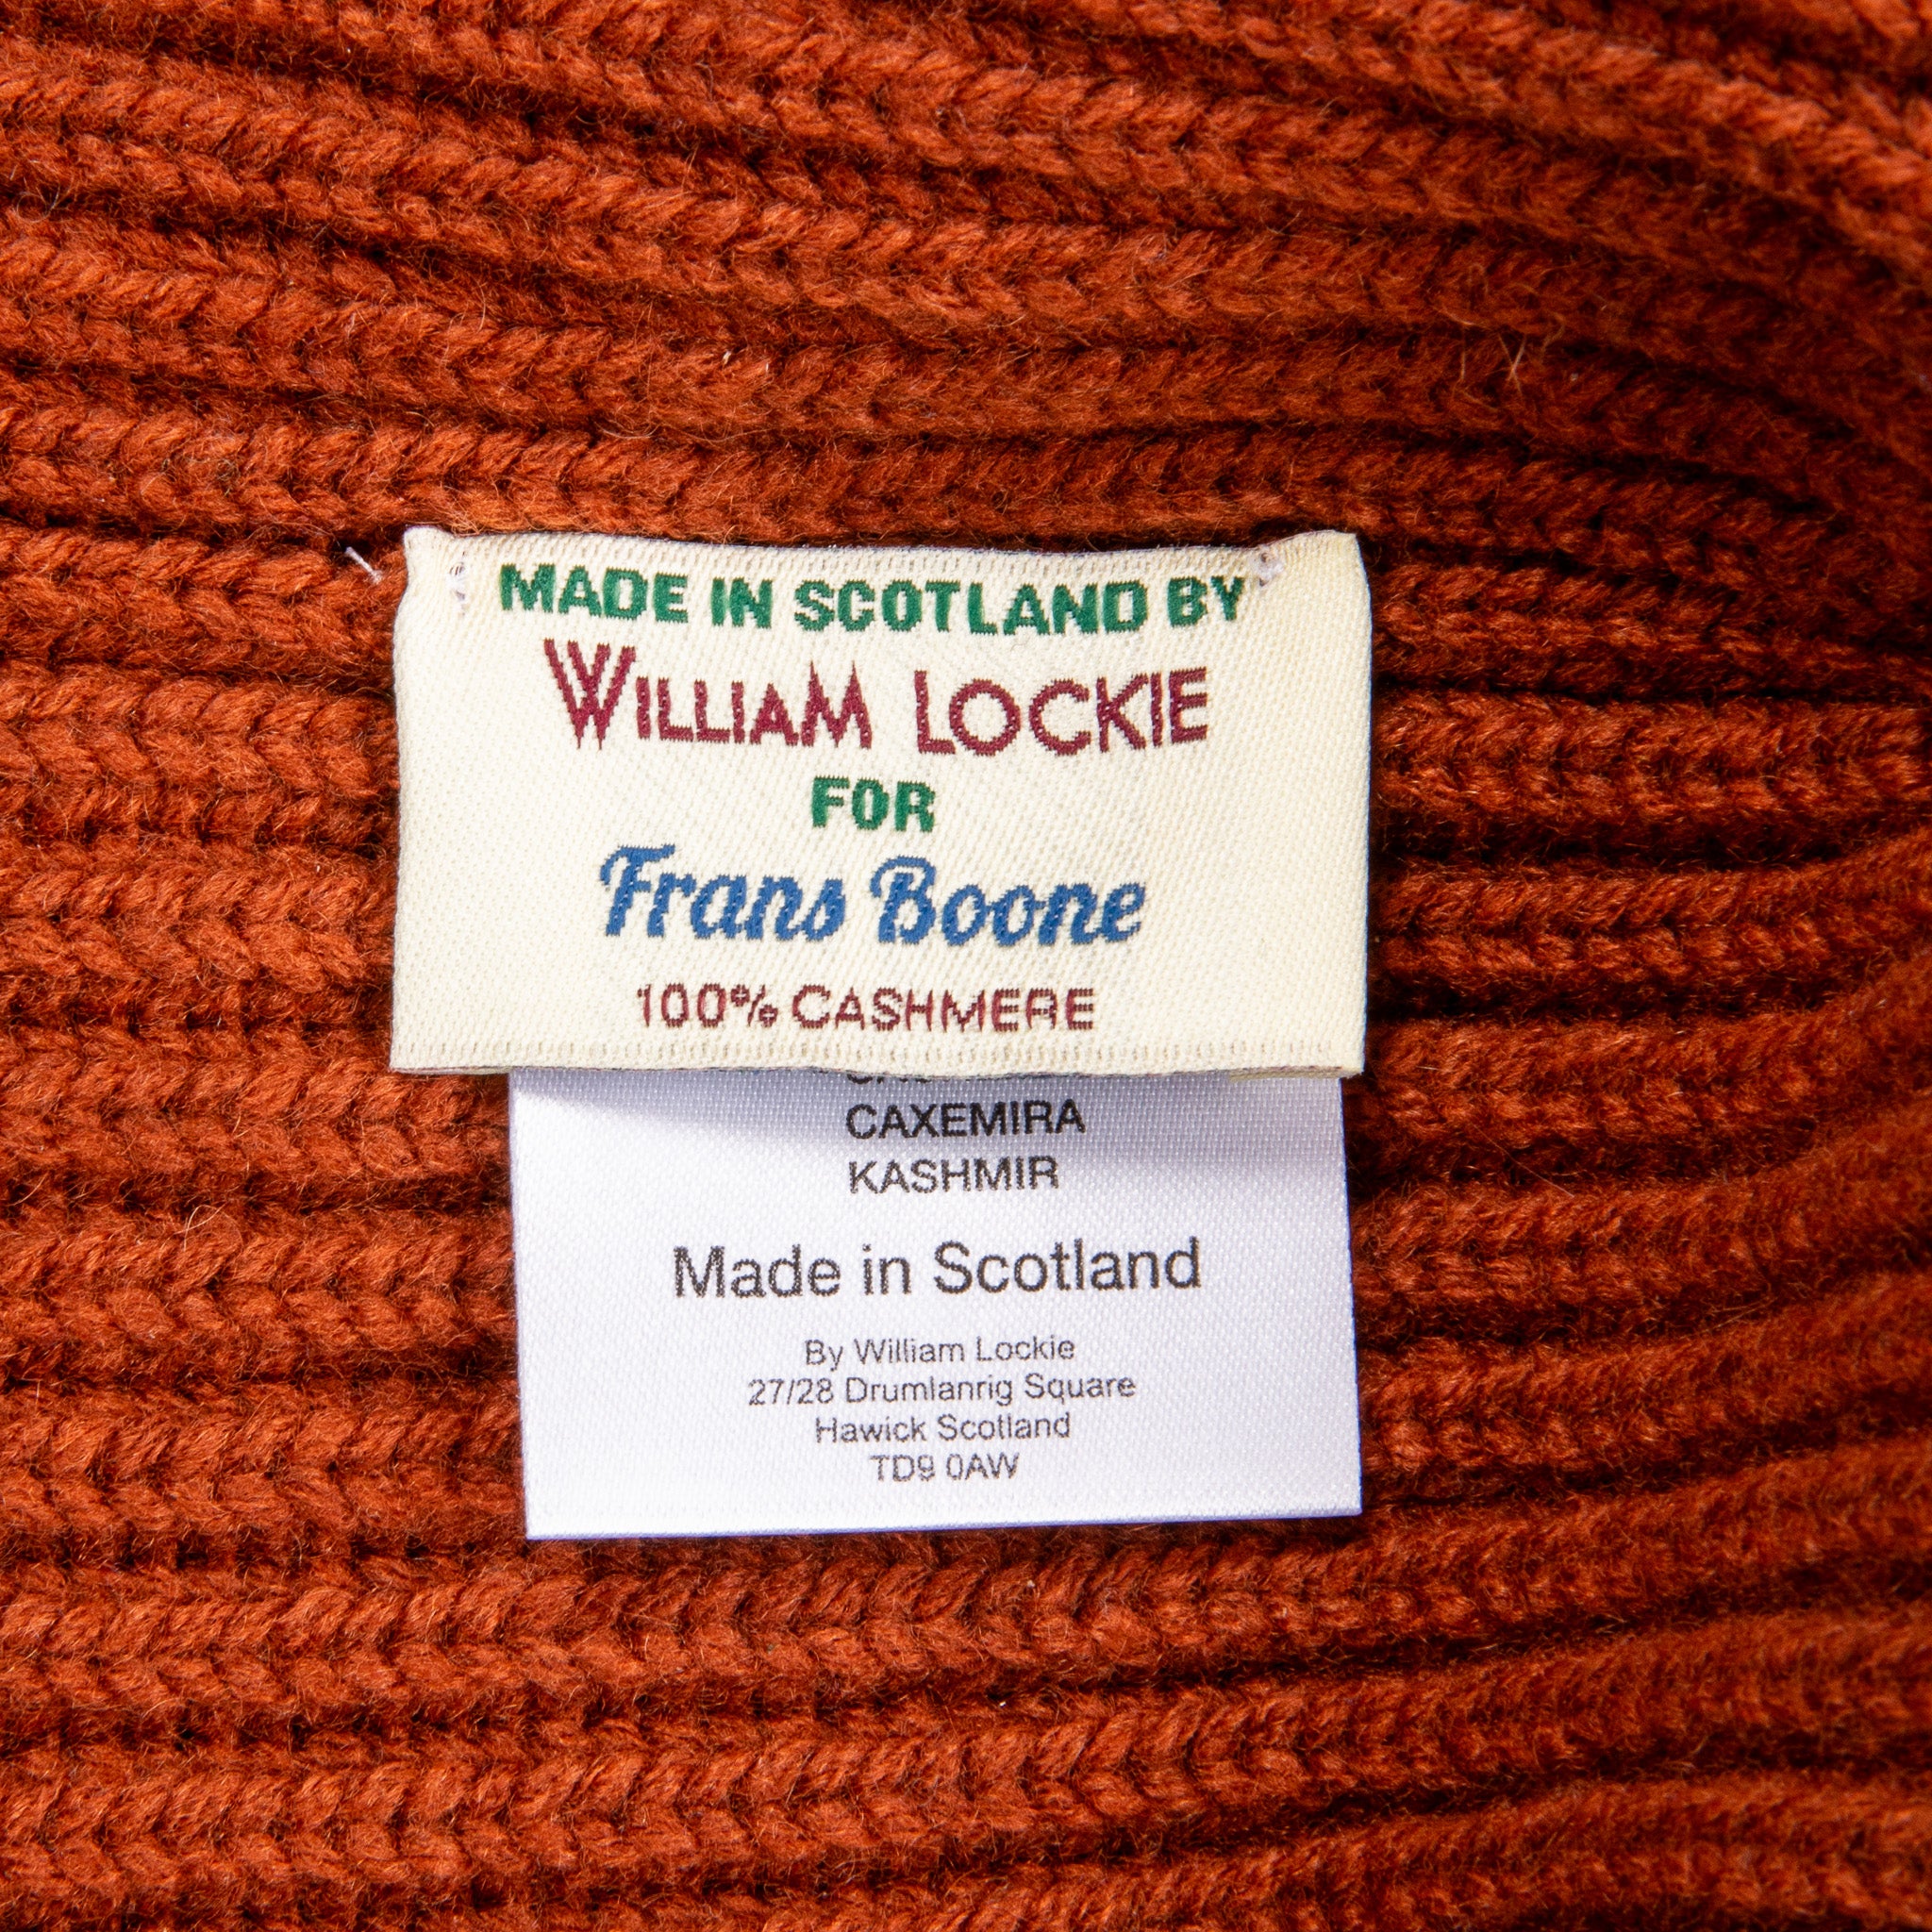 MADE IN SCOTLAND BY
WILLIAM LOCKIE
FOR
Frans Boone
100% CASHMERE
CAXEMIRA
KASHMIR
Made in Scotland
By William Lockie
27/28 Drumlanrig Square
Hawick Scotland
TD9 0AW